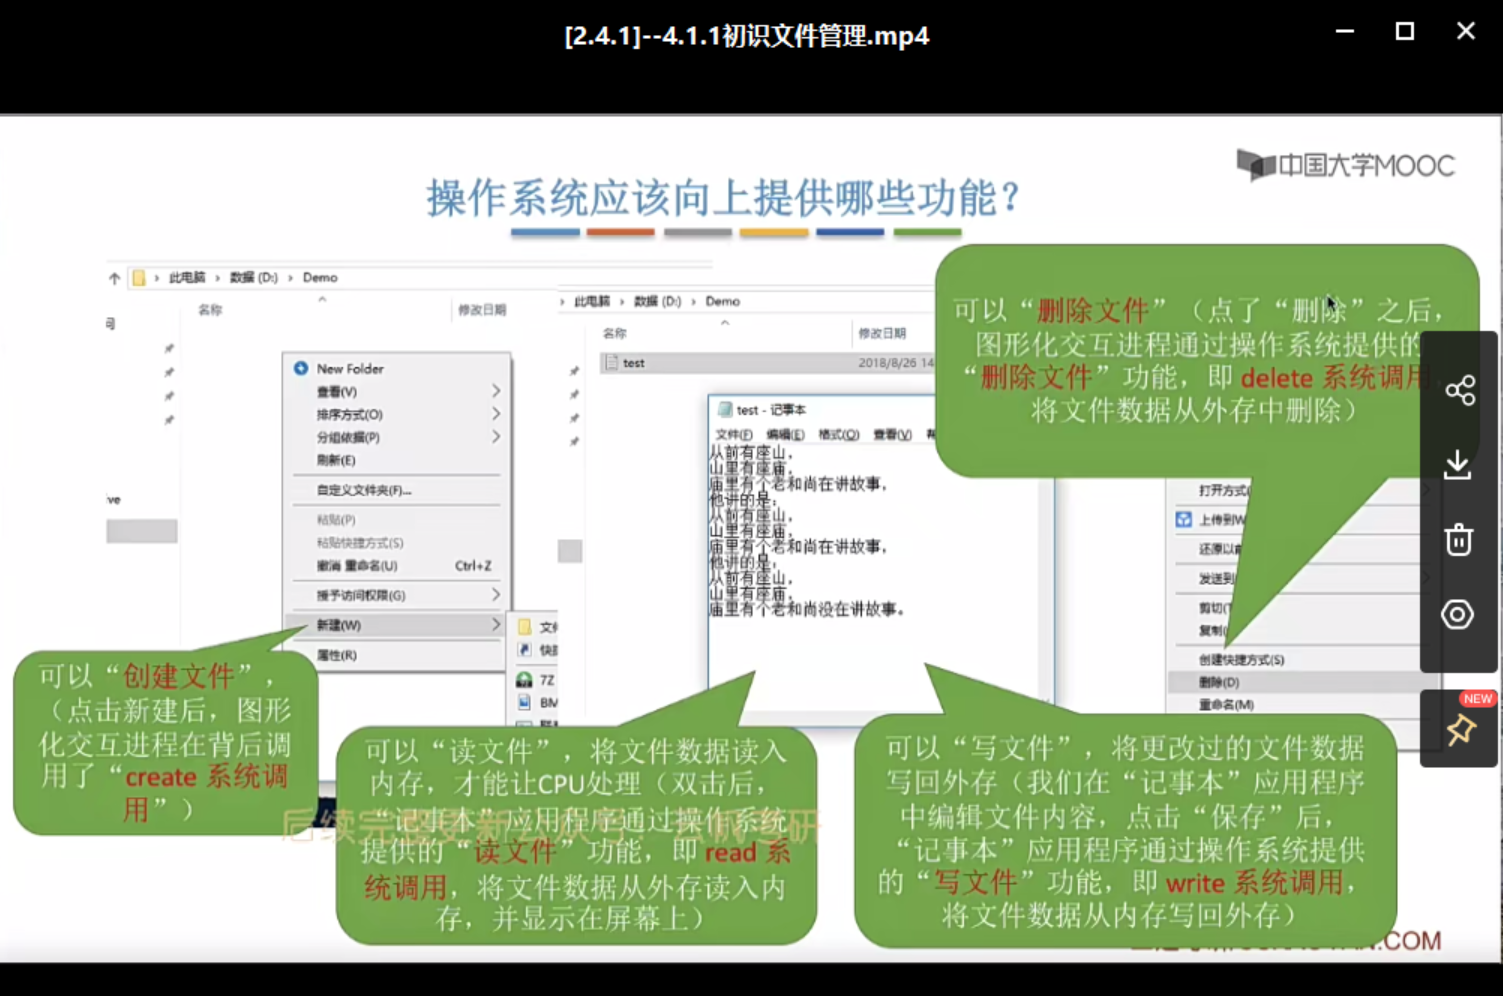 [2.4.1]--4.1.1初识文件管理.mp4
中国大学MOOC
操作系统应该向上提供哪些功能？
此电脑 › 数据 (D:) › Demo
名称
修改日期
New Folder
查看(V)
排序方式(O)
分组依据(P)
刷新(E)
自定义文件夹(F)...
粘贴(P)
粘贴快捷方式(S)
撤消 重命名(U) Ctrl+Z
授予访问权限(G)
新建(W)
属性(R)
ve
7Z
BM
此电脑 › 数据 (D:) › Demo
名称
修改日期
test
2018/8/26 14
test - 记事本
文件(F) 编辑(E) 格式(O) 查看(V)
从前有座山，
山里有座庙，
庙里有个老和尚在讲故事，
他讲的是：
从前有座山，
山里有座庙，
庙里有个老和尚在讲故事，
他讲的是：
从前有座山，
山里有座庙，
庙里有个老和尚没在讲故事。
可以“删除文件”（点了“删除”之后，
图形化交互进程通过操作系统提供的
“删除文件”功能，即 delete 系统调用，
将文件数据从外存中删除）
打开方式(
上传到W
还原以前
发送到
剪切(T
复制(
创建快捷方式(S)
删除(D)
重命名(M)
NEW
可以“创建文件”，
（点击新建后，图形
化交互进程在背后调
用了“create 系统调
用”）
可以“读文件”，将文件数据读入
内存，才能让CPU处理（双击后，
“记事本”应用程序通过操作系统
提供的“读文件”功能，即 read 系
统调用，将文件数据从外存读入内
存，并显示在屏幕上）
可以“写文件”，将更改过的文件数据
写回外存（我们在“记事本”应用程序
中编辑文件内容，点击“保存”后，
“记事本”应用程序通过操作系统提供
的“写文件”功能，即 write 系统调用，
将文件数据从内存写回外存）
.COM